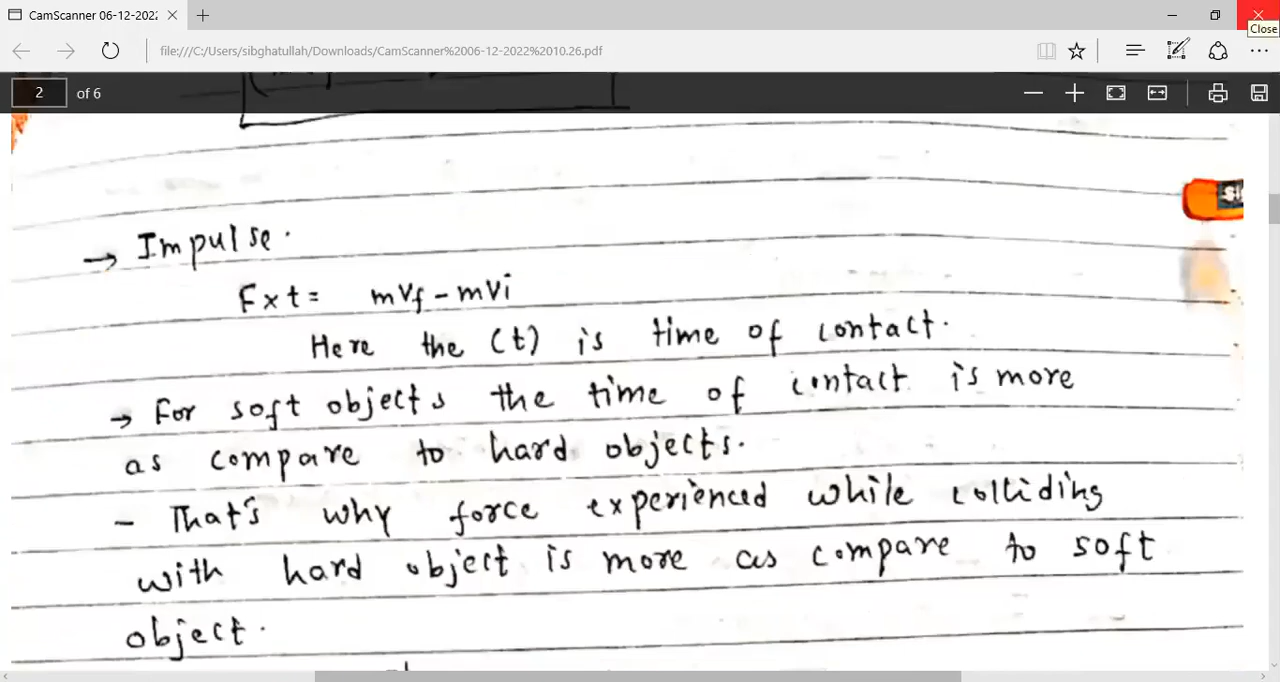 CamScanner 06-12-2022
Close
file:///C:/Users/sibghatullah/Downloads/CamScanner%2006-12-2022%2010.26.pdf
2 of 6
→ Impulse.
F x t = mVf - mVi
Here the (t) is time of contact.
→ For soft objects the time of contact is more
as compare to hard objects.
- That's why force experienced while colliding
with hard object is more as compare to soft
object.